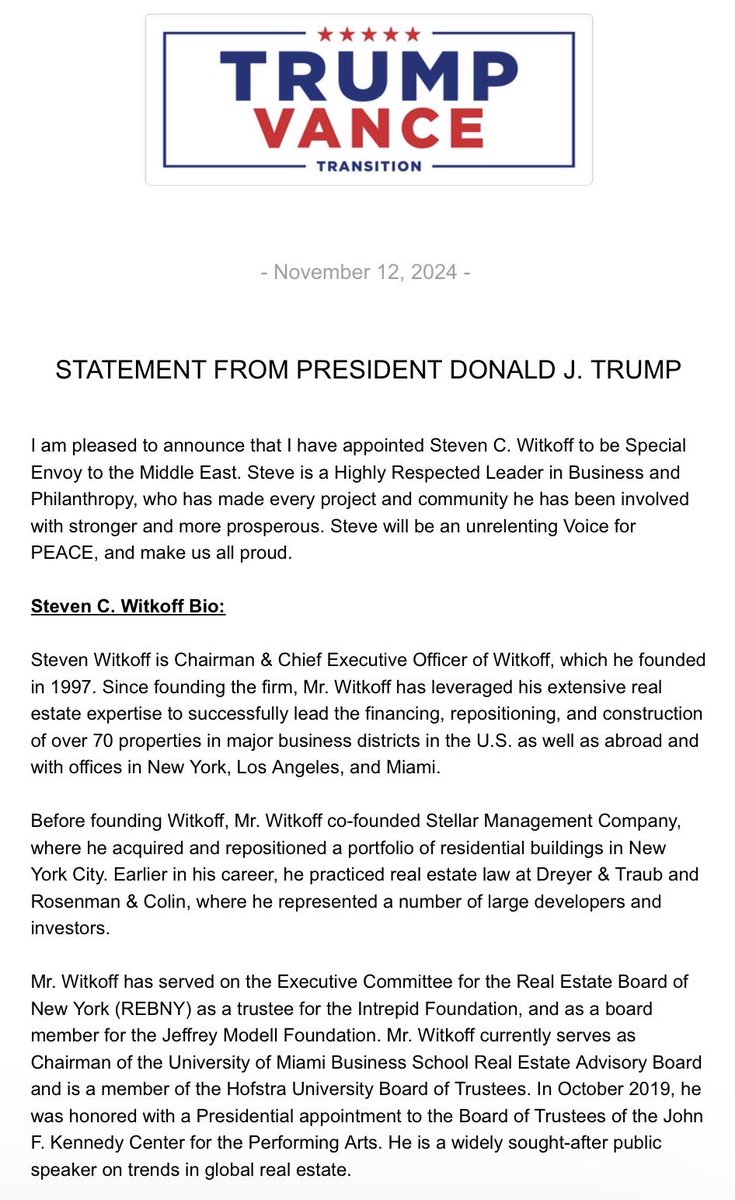 TRUMP
VANCE
TRANSITION
- November 12, 2024 -
STATEMENT FROM PRESIDENT DONALD J. TRUMP
I am pleased to announce that I have appointed Steven C. Witkoff to be Special
Envoy to the Middle East. Steve is a Highly Respected Leader in Business and
Philanthropy, who has made every project and community he has been involved
with stronger and more prosperous. Steve will be an unrelenting Voice for
PEACE, and make us all proud.
Steven C. Witkoff Bio:
Steven Witkoff is Chairman & Chief Executive Officer of Witkoff, which he founded
in 1997. Since founding the firm, Mr. Witkoff has leveraged his extensive real
estate expertise to successfully lead the financing, repositioning, and construction
of over 70 properties in major business districts in the U.S. as well as abroad and
with offices in New York, Los Angeles, and Miami.
Before founding Witkoff, Mr. Witkoff co-founded Stellar Management Company,
where he acquired and repositioned a portfolio of residential buildings in New
York City. Earlier in his career, he practiced real estate law at Dreyer & Traub and
Rosenman & Colin, where he represented a number of large developers and
investors.
Mr. Witkoff has served on the Executive Committee for the Real Estate Board of
New York (REBNY) as a trustee for the Intrepid Foundation, and as a board
member for the Jeffrey Modell Foundation. Mr. Witkoff currently serves as
Chairman of the University of Miami Business School Real Estate Advisory Board
and is a member of the Hofstra University Board of Trustees. In October 2019, he
was honored with a Presidential appointment to the Board of Trustees of the John
F. Kennedy Center for the Performing Arts. He is a widely sought-after public
speaker on trends in global real estate.